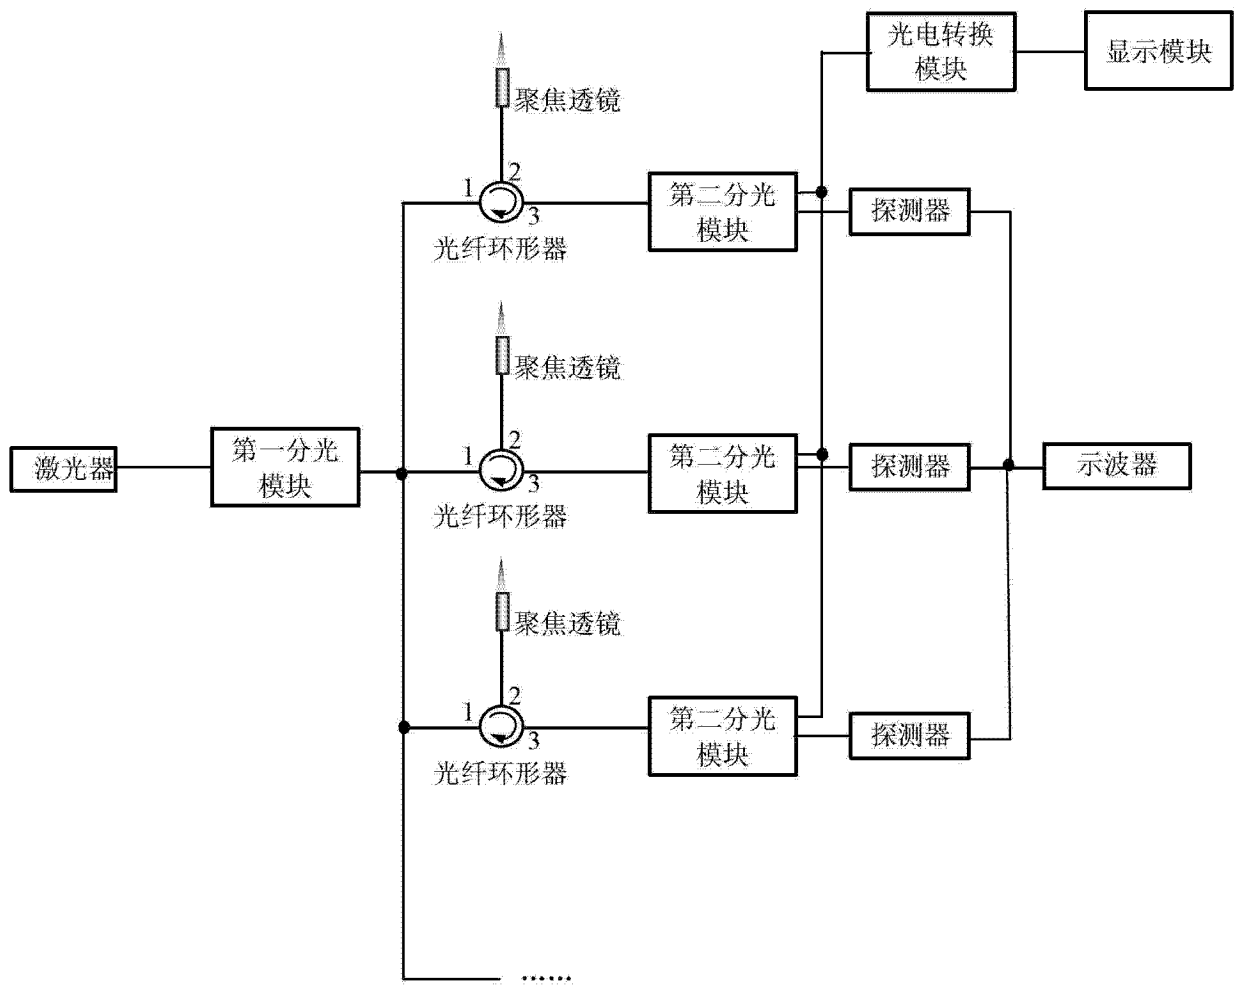 光电转换
模块
显示模块
聚焦透镜
1
2
3
光纤环形器
第二分光
模块
探测器
聚焦透镜
激光器
第一分光
模块
1
2
3
光纤环形器
第二分光
模块
探测器
示波器
聚焦透镜
1
2
3
光纤环形器
第二分光
模块
探测器
……